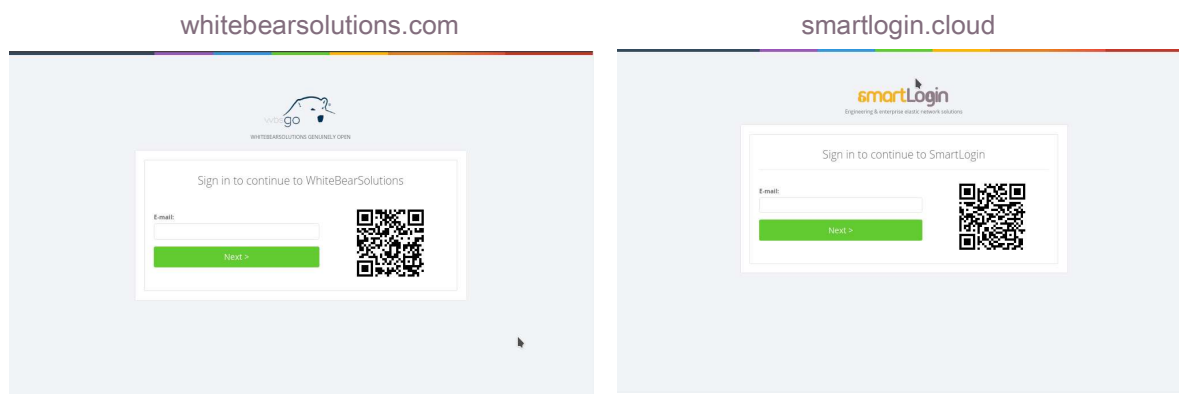 whitebearsolutions.com
wbsgo
WHITEBEARSOLUTIONS GENUINELY OPEN
Sign in to continue to WhiteBearSolutions
E-mail:
Next >
smartlogin.cloud
smartLogin
Engineering & enterprise elastic network solutions
Sign in to continue to SmartLogin
E-mail:
Next >